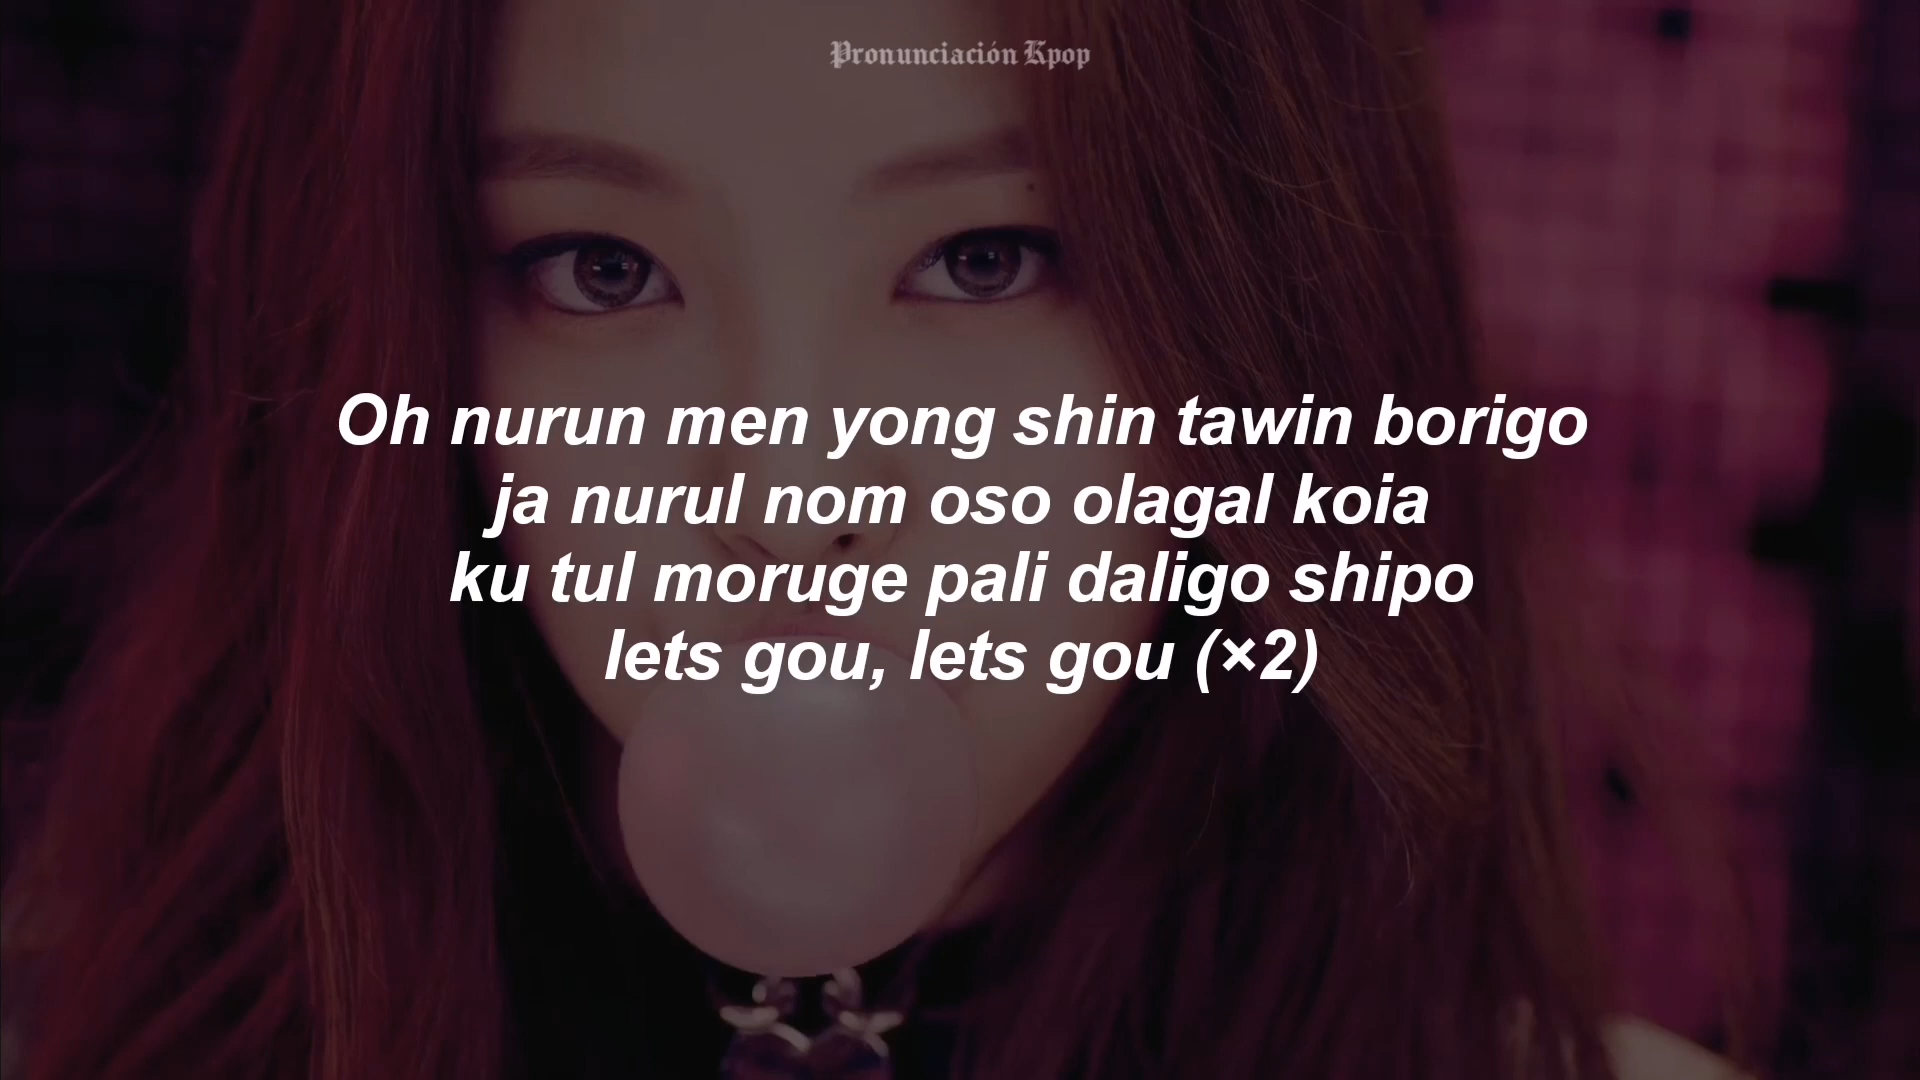 Pronunciación Kpop
Oh nurun men yong shin tawin borigo
ja nurul nom oso olagal koia
ku tul moruge pali daligo shipo
lets gou, lets gou (×2)